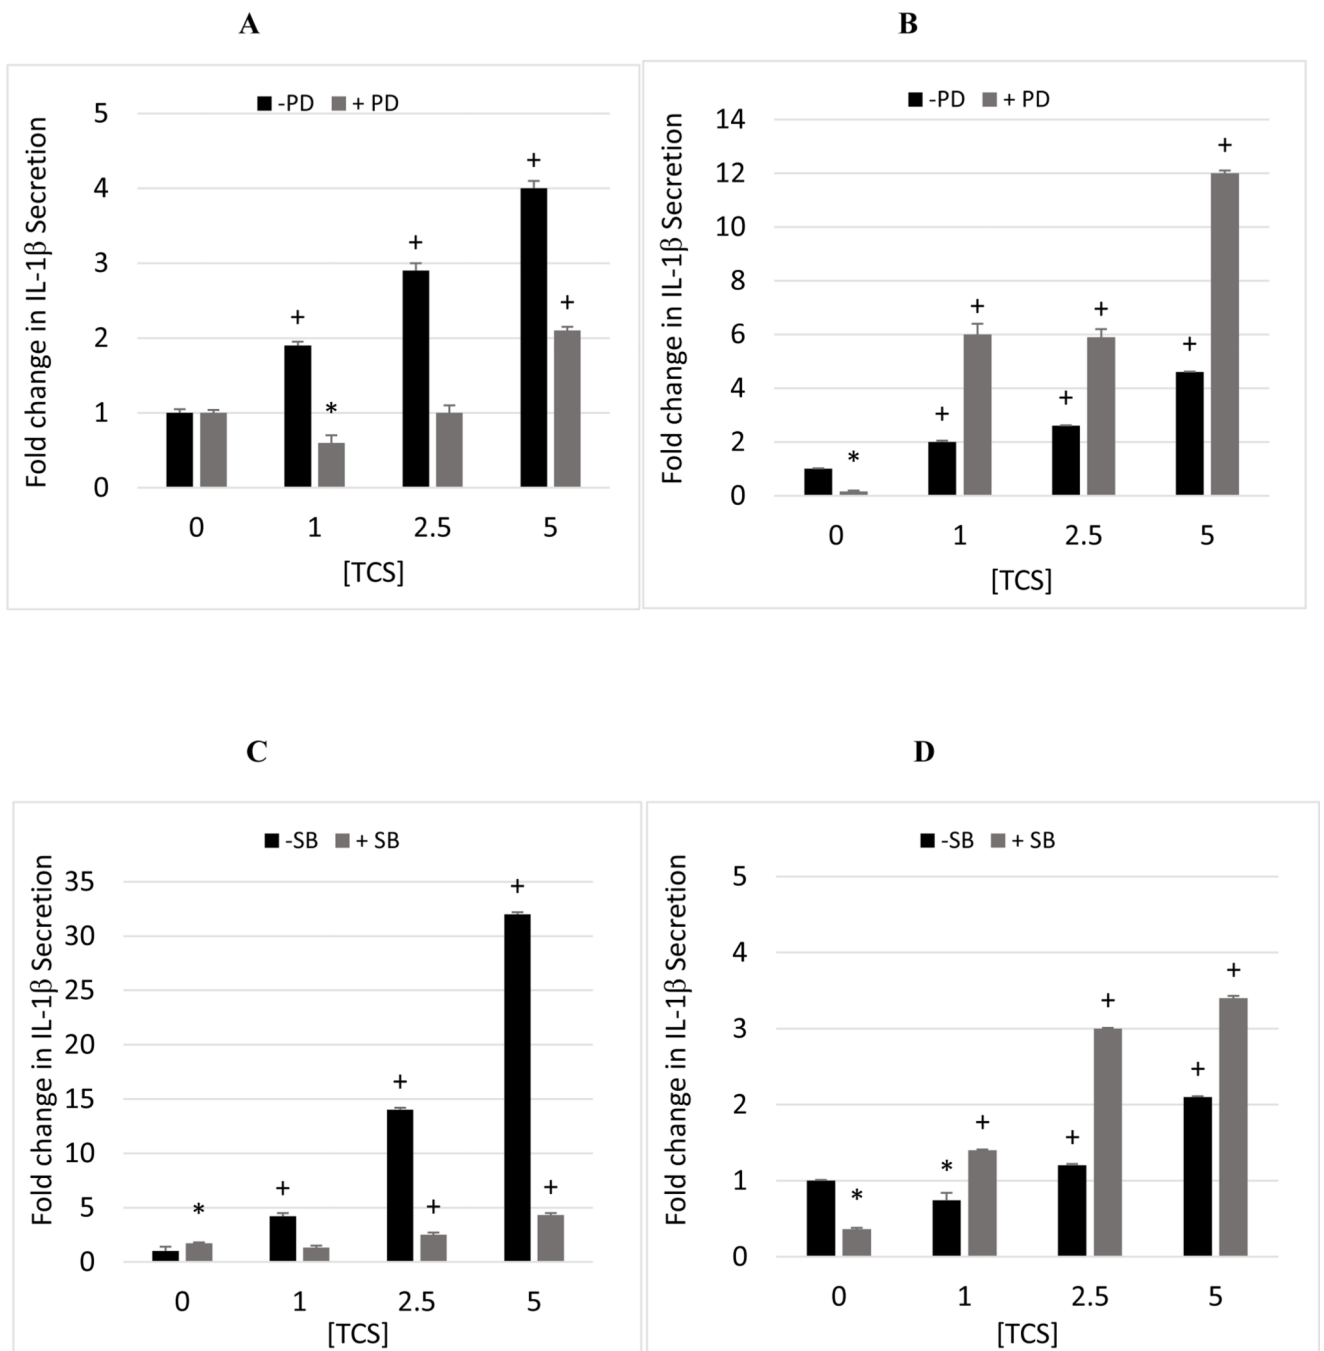 A
-PD + PD
Fold change in IL-1β Secretion
5
4
3
2
1
0
+
+
+
*
+
0 1 2.5 5
[TCS]
B
-PD + PD
Fold change in IL-1β Secretion
14
12
10
8
6
4
2
0
*
+
+
+
+
+
+
0 1 2.5 5
[TCS]
C
-SB + SB
Fold change in IL-1β Secretion
35
30
25
20
15
10
5
0
*
+
+
+
+
+
0 1 2.5 5
[TCS]
D
-SB + SB
Fold change in IL-1β Secretion
5
4
3
2
1
0
*
*
+
+
+
+
+
0 1 2.5 5
[TCS]